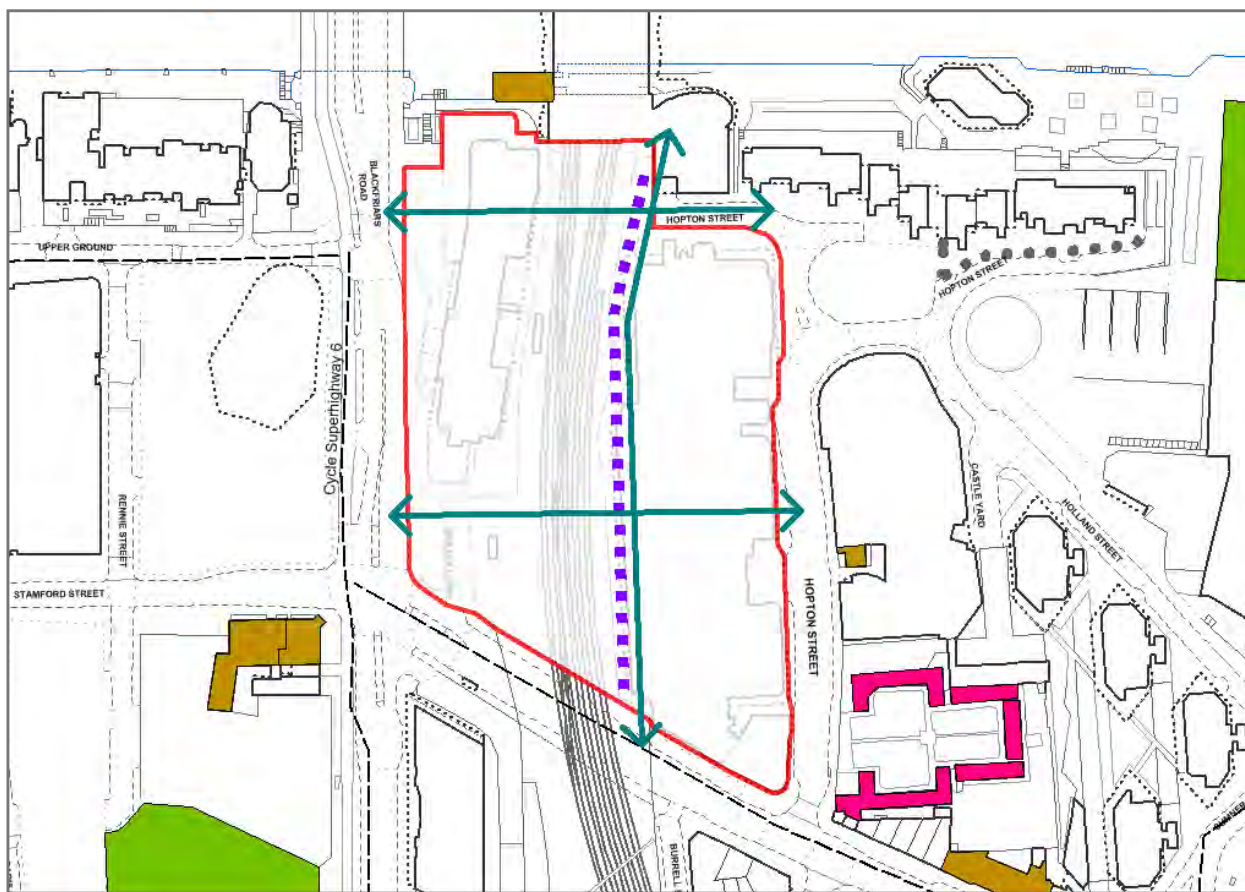 BLACKFRIARS
ROAD
UPPER GROUND
HOPTON STREET
HOPTON STREET
Cycle Superhighway 6
RENNIE STREET
STAMFORD STREET
CASTLE YARD
HOLLAND STREET
HOPTON STREET
BURRELL